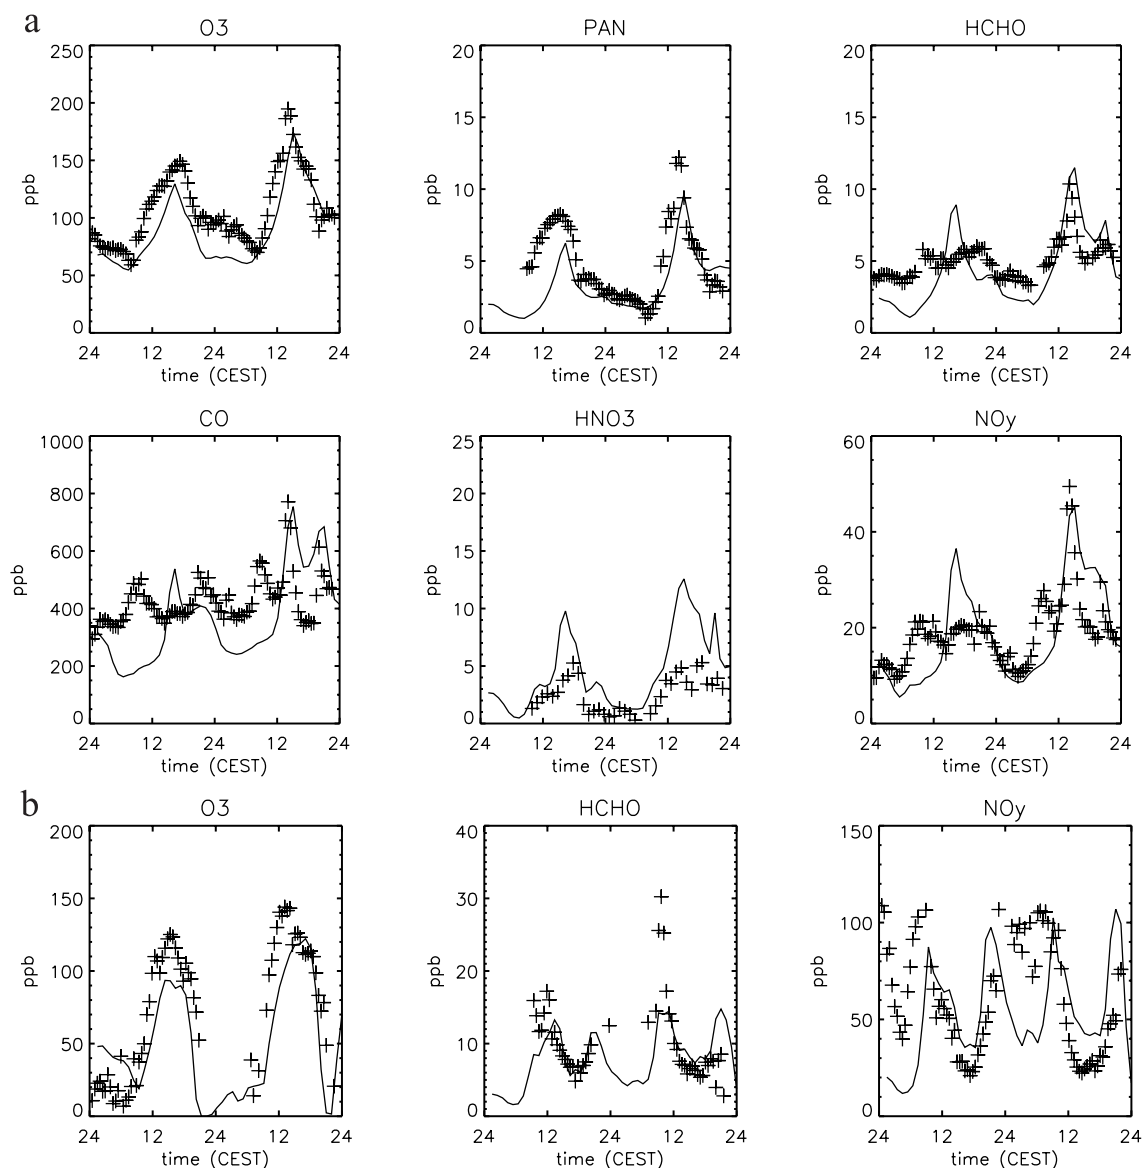 a
O3 PAN HCHO
250 20 20
200 15 15
ppb 150 ppb 10 ppb 10
100
50 5 5
0 0 0
24 12 24 12 24 24 12 24 12 24 24 12 24 12 24
time (CEST) time (CEST) time (CEST)
CO HNO3 NOy
1000 25 60
800 20
ppb 600 ppb 15 ppb 40
400 10 20
200 5
0 0 0
24 12 24 12 24 24 12 24 12 24 24 12 24 12 24
time (CEST) time (CEST) time (CEST)
b
O3 HCHO NOy
200 40 150
150 30 100
ppb 100 ppb 20 ppb
50 10 50
0 0 0
24 12 24 12 24 24 12 24 12 24 24 12 24 12 24
time (CEST) time (CEST) time (CEST)